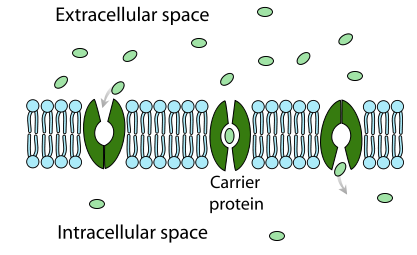 Extracellular space
Carrier
protein
Intracellular space